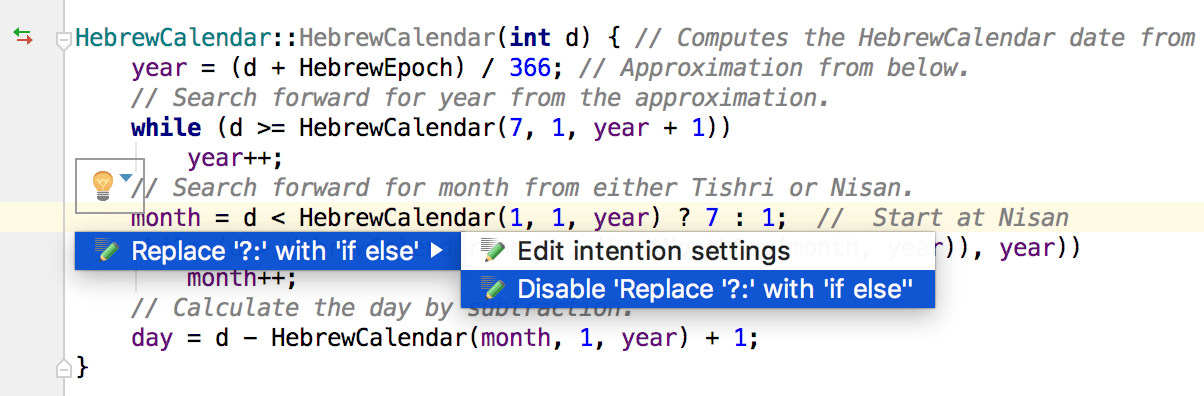 HebrewCalendar::HebrewCalendar(int d) { // Computes the HebrewCalendar date from
year = (d + HebrewEpoch) / 366; // Approximation from below.
// Search forward for year from the approximation.
while (d >= HebrewCalendar(7, 1, year + 1))
year++;
// Search forward for month from either Tishri or Nisan.
month = d < HebrewCalendar(1, 1, year) ? 7 : 1;  //  Start at Nisan
Replace '?:' with 'if else'
Edit intention settings
year)), year))
Disable 'Replace '?:' with 'if else''
month++;
// Calculate the day by subtraction.
day = d - HebrewCalendar(month, 1, year) + 1;
}